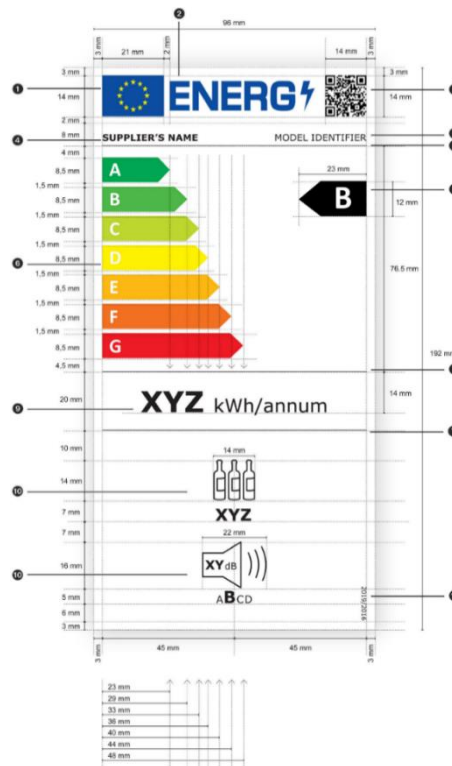 96 mm
3 mm
21 mm
2 mm
14 mm
3 mm
❷
❶
3 mm
14 mm
2 mm
ENERG
3 mm
14 mm
❹
8 mm
SUPPLIER'S NAME
MODEL IDENTIFIER
4 mm
8,5 mm
A
23 mm
1,5 mm
8,5 mm
B
B
12 mm
1,5 mm
8,5 mm
C
1,5 mm
❻
8,5 mm
D
76,5 mm
1,5 mm
8,5 mm
E
1,5 mm
8,5 mm
F
1,5 mm
8,5 mm
G
192 mm
4,5 mm
❾
20 mm
XYZ kWh/annum
14 mm
10 mm
14 mm
❿
14 mm
7 mm
XYZ
7 mm
22 mm
❿
16 mm
XY dB
5 mm
ABCD
2019/2016
6 mm
3 mm
3 mm
45 mm
45 mm
3 mm
23 mm
29 mm
33 mm
36 mm
40 mm
44 mm
48 mm